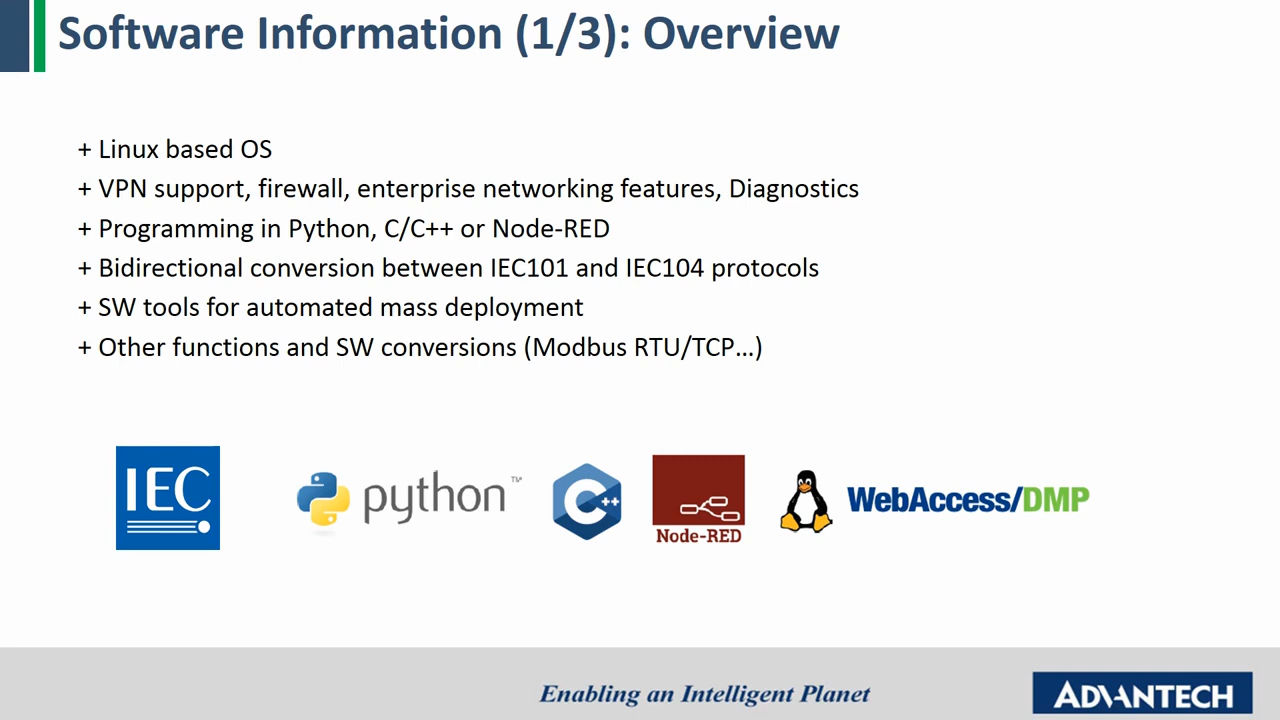 Software Information (1/3): Overview
+ Linux based OS
+ VPN support, firewall, enterprise networking features, Diagnostics
+ Programming in Python, C/C++ or Node-RED
+ Bidirectional conversion between IEC101 and IEC104 protocols
+ SW tools for automated mass deployment
+ Other functions and SW conversions (Modbus RTU/TCP...)
IEC
python™
C++
Node-RED
WebAccess/DMP
Enabling an Intelligent Planet
ADVANTECH